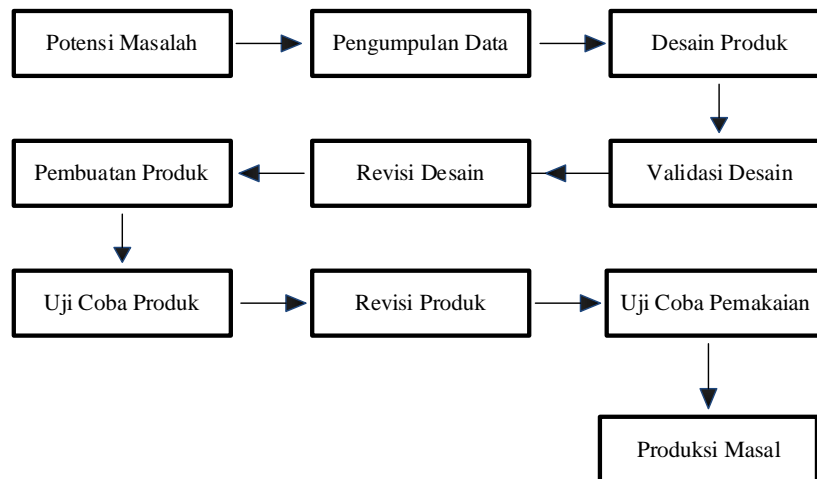 Potensi Masalah
Pengumpulan Data
Desain Produk
Pembuatan Produk
Revisi Desain
Validasi Desain
Uji Coba Produk
Revisi Produk
Uji Coba Pemakaian
Produksi Masal